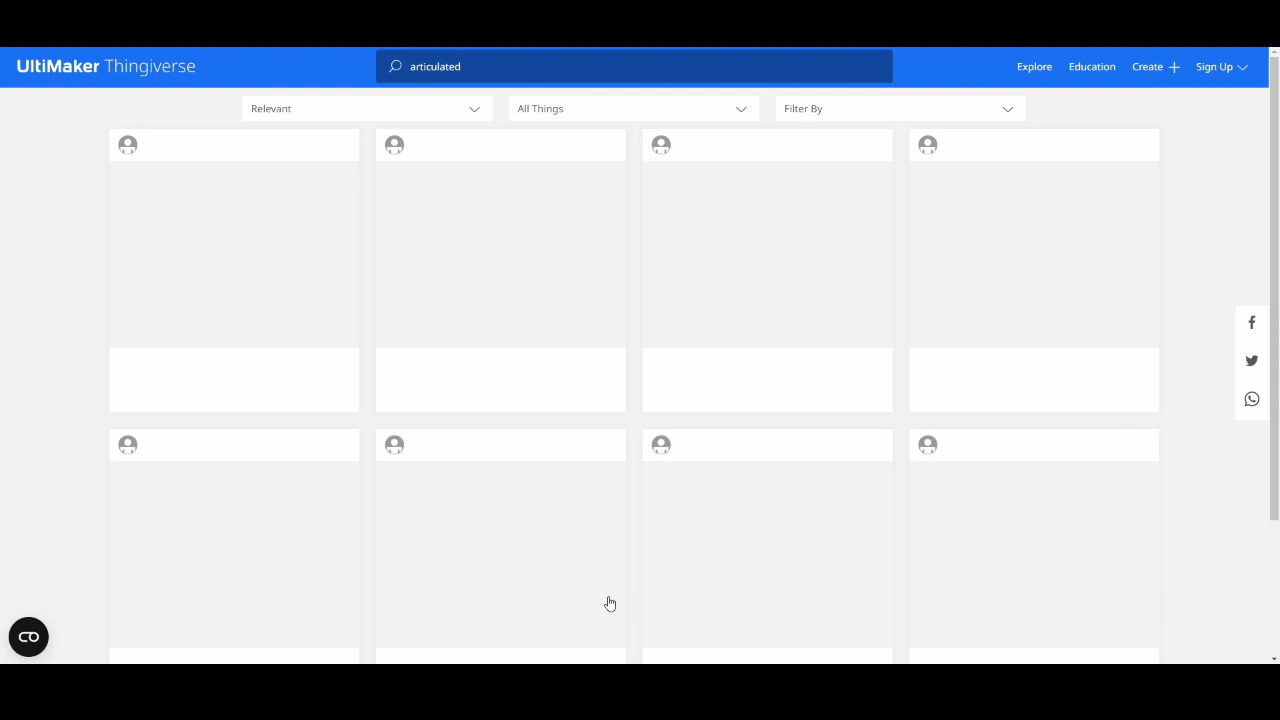 UltiMaker Thingiverse
articulated
Explore
Education
Create
Sign Up
Relevant
All Things
Filter By